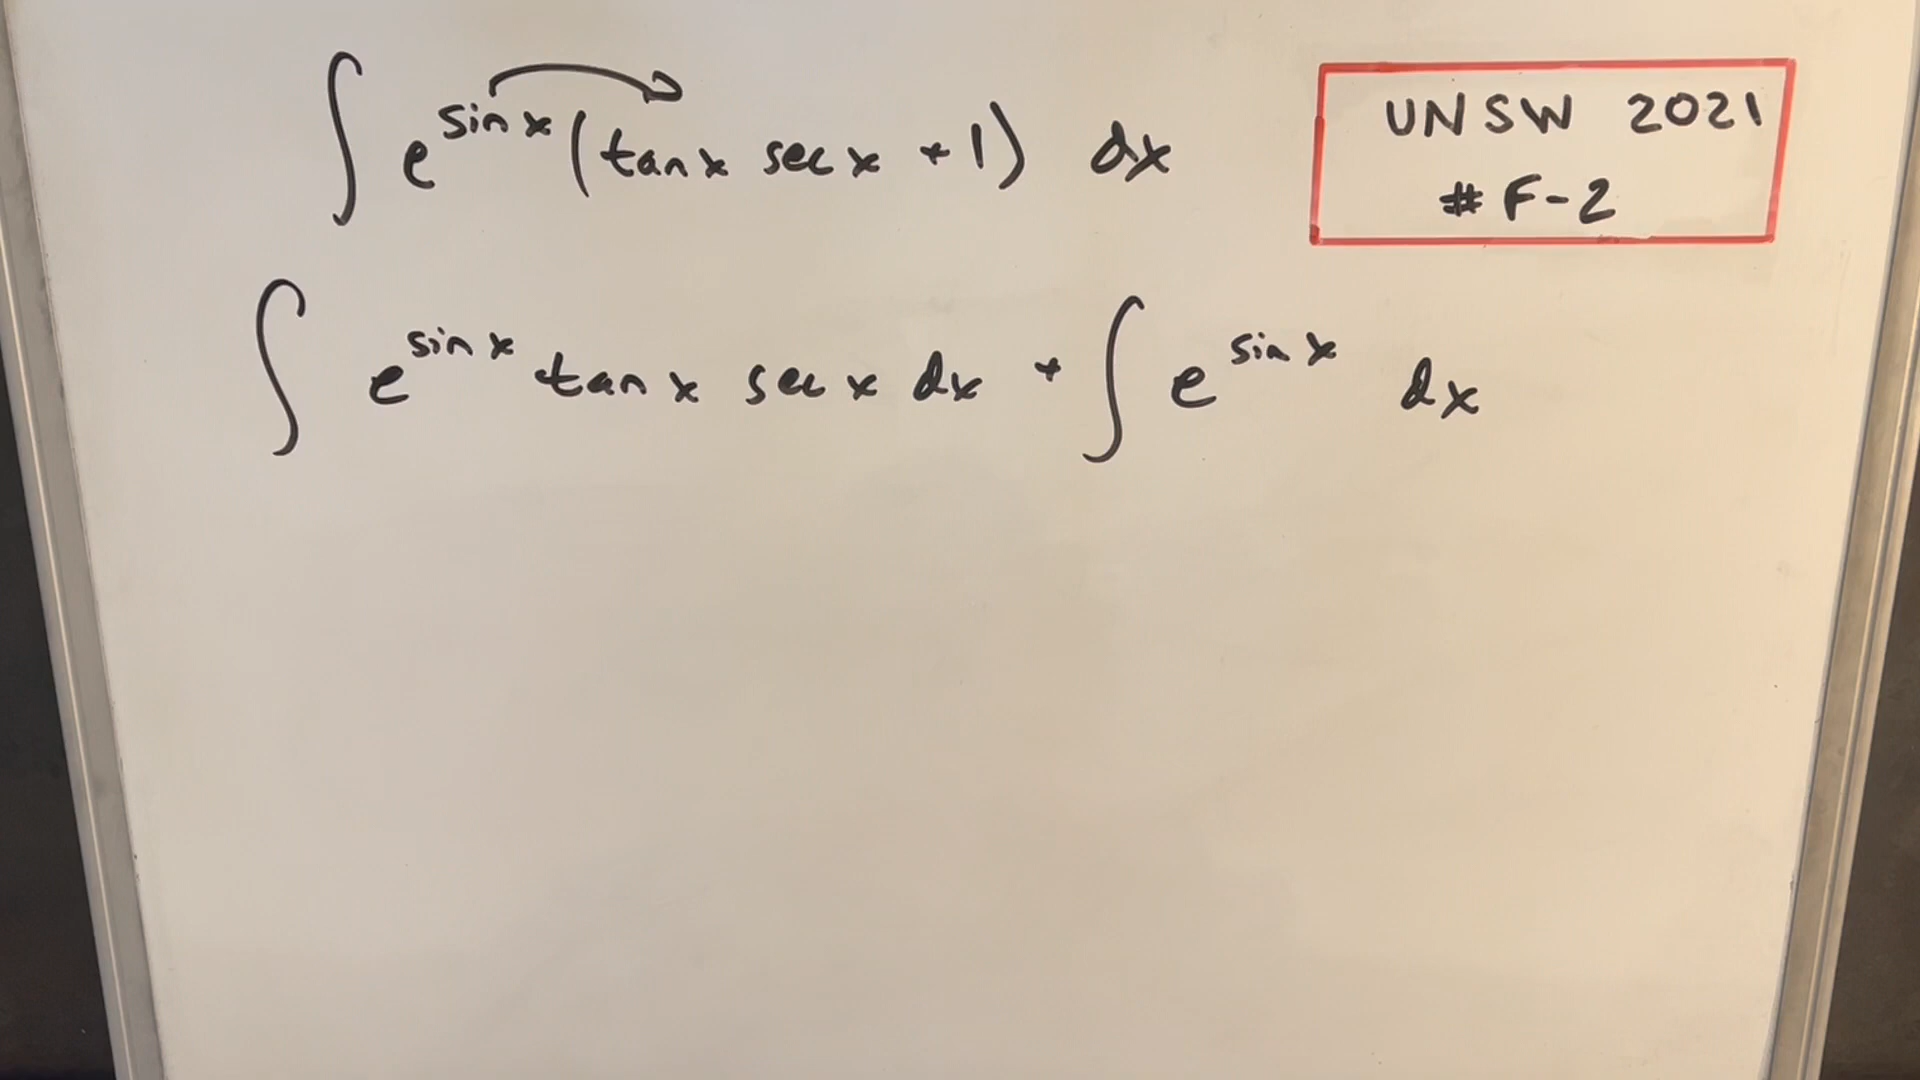 ∫ e^{sin x} (tan x sec x + 1) dx
UNSW 2021
# F-2
∫ e^{sin x} tan x sec x dx + ∫ e^{sin x} dx